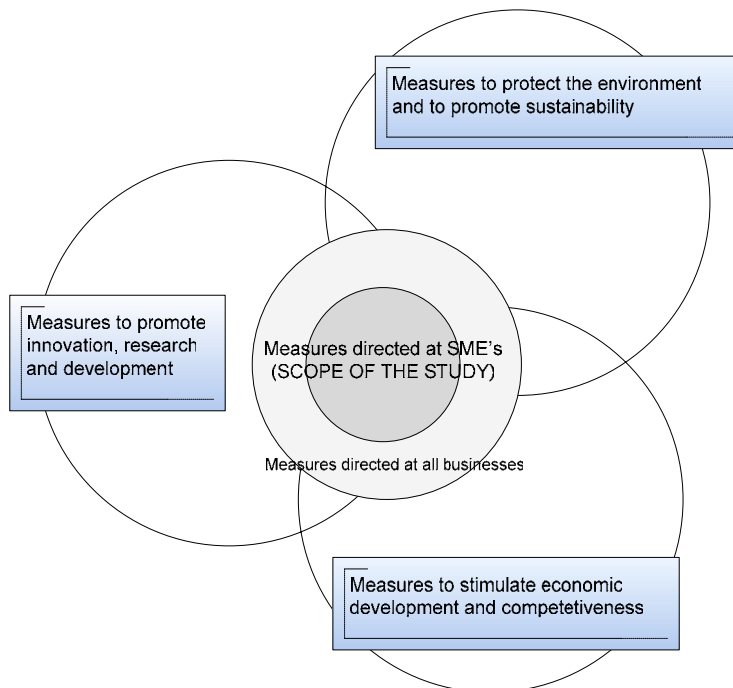 Measures to protect the environment
and to promote sustainability
Measures to promote
innovation, research
and development
Measures directed at SME's
(SCOPE OF THE STUDY)
Measures directed at all businesses
Measures to stimulate economic
development and competetiveness